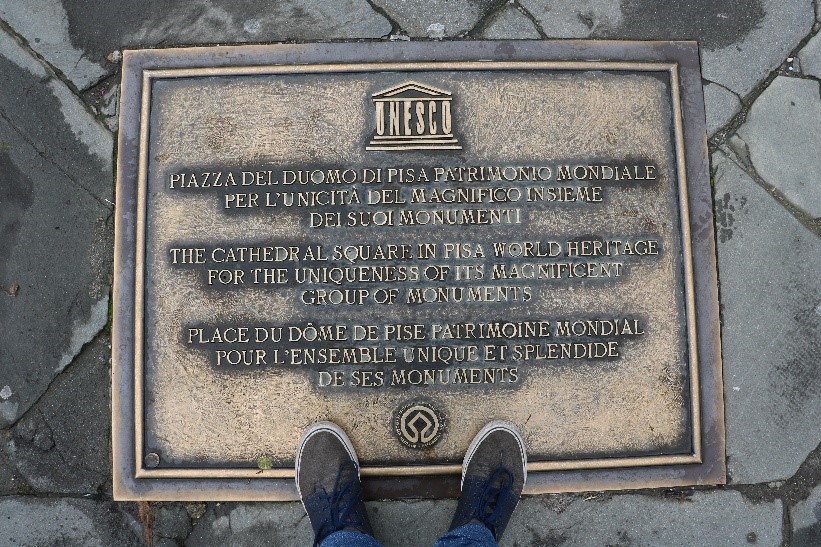 UNESCO
PIAZZA DEL DUOMO DI PISA PATRIMONIO MONDIALE
PER L'UNICITÀ DEL MAGNIFICO INSIEME
DEI SUOI MONUMENTI
THE CATHEDRAL SQUARE IN PISA WORLD HERITAGE
FOR THE UNIQUENESS OF ITS MAGNIFICENT
GROUP OF MONUMENTS
PLACE DU DÔME DE PISE PATRIMOINE MONDIAL
POUR L'ENSEMBLE UNIQUE ET SPLENDIDE
DE SES MONUMENTS